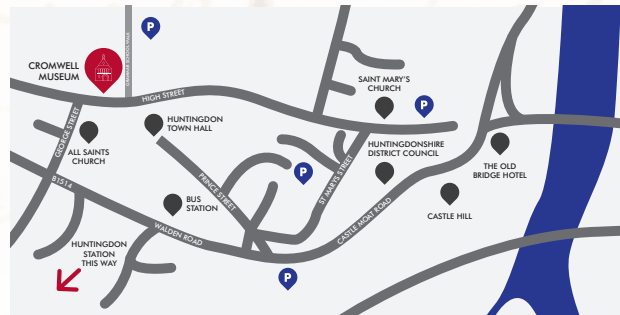 P
CROMWELL
MUSEUM
HIGH STREET
SAINT MARY'S
CHURCH
P
GEORGE STREET
HUNTINGDON
TOWN HALL
ALL SAINTS
CHURCH
HUNTINGDONSHIRE
DISTRICT COUNCIL
THE OLD
BRIDGE HOTEL
P
B1514
PRINCE STREET
ST MARYS STREET
BUS
STATION
CASTLE HILL
WALDEN ROAD
CASTLE MOAT ROAD
HUNTINGDON
STATION
THIS WAY
P